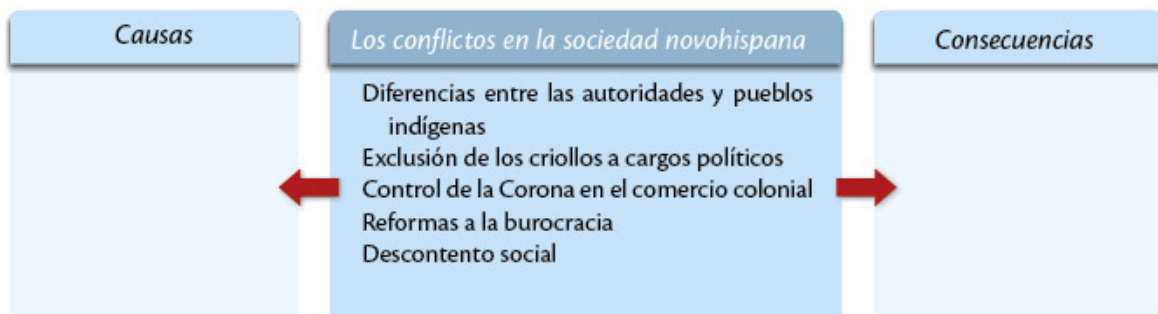 Causas
Los conflictos en la sociedad novohispana
Consecuencias
Diferencias entre las autoridades y pueblos
indígenas
Exclusión de los criollos a cargos políticos
Control de la Corona en el comercio colonial
Reformas a la burocracia
Descontento social